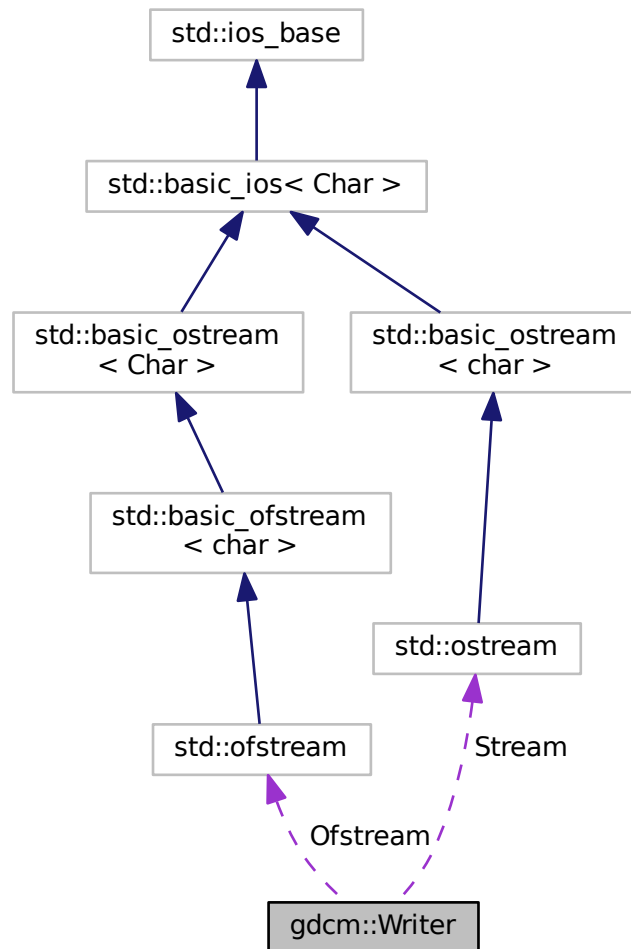 std::ios_base
std::basic_ios< Char >
std::basic_ostream
< Char >
std::basic_ostream
< char >
std::basic_ofstream
< char >
std::ostream
std::ofstream
Stream
Ofstream
gdcm::Writer